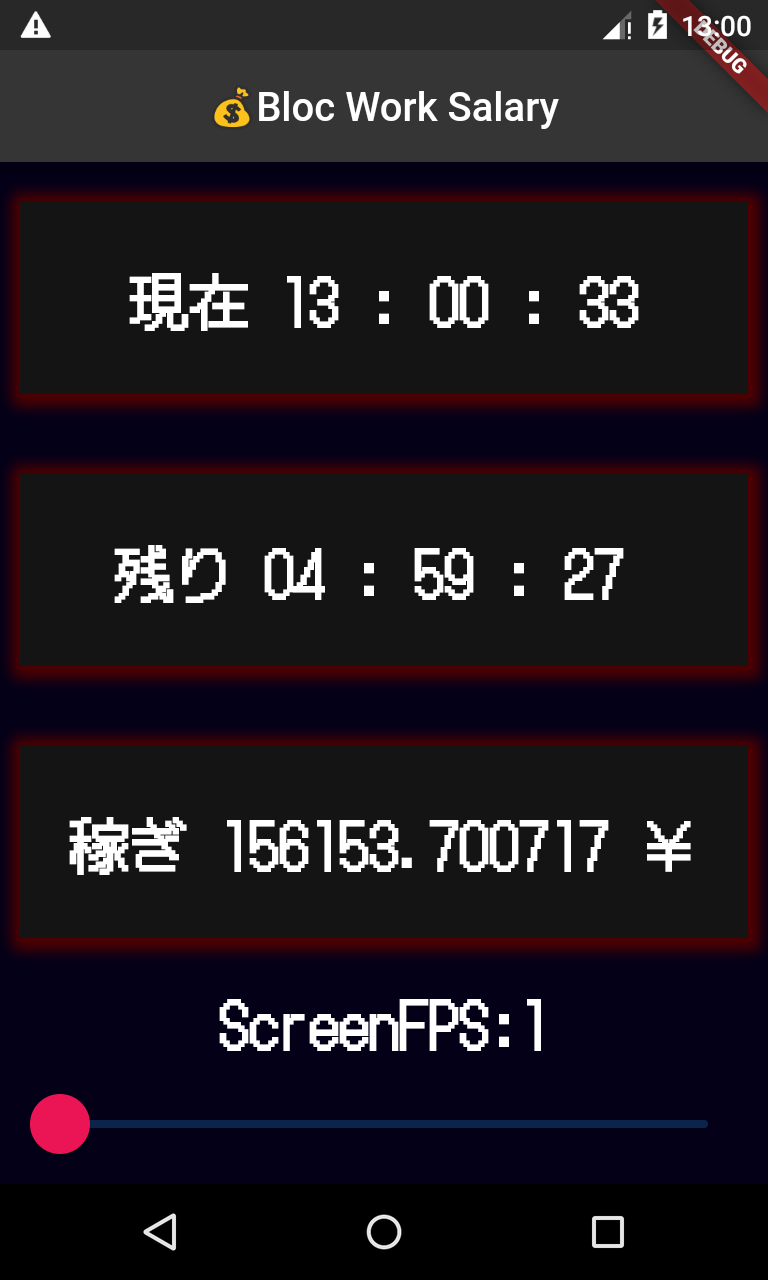 13:00
DEBUG
💰Bloc Work Salary
現在 13 : 00 : 33
残り 04 : 59 : 27
稼ぎ 156153.700717 ¥
ScreenFPS:1